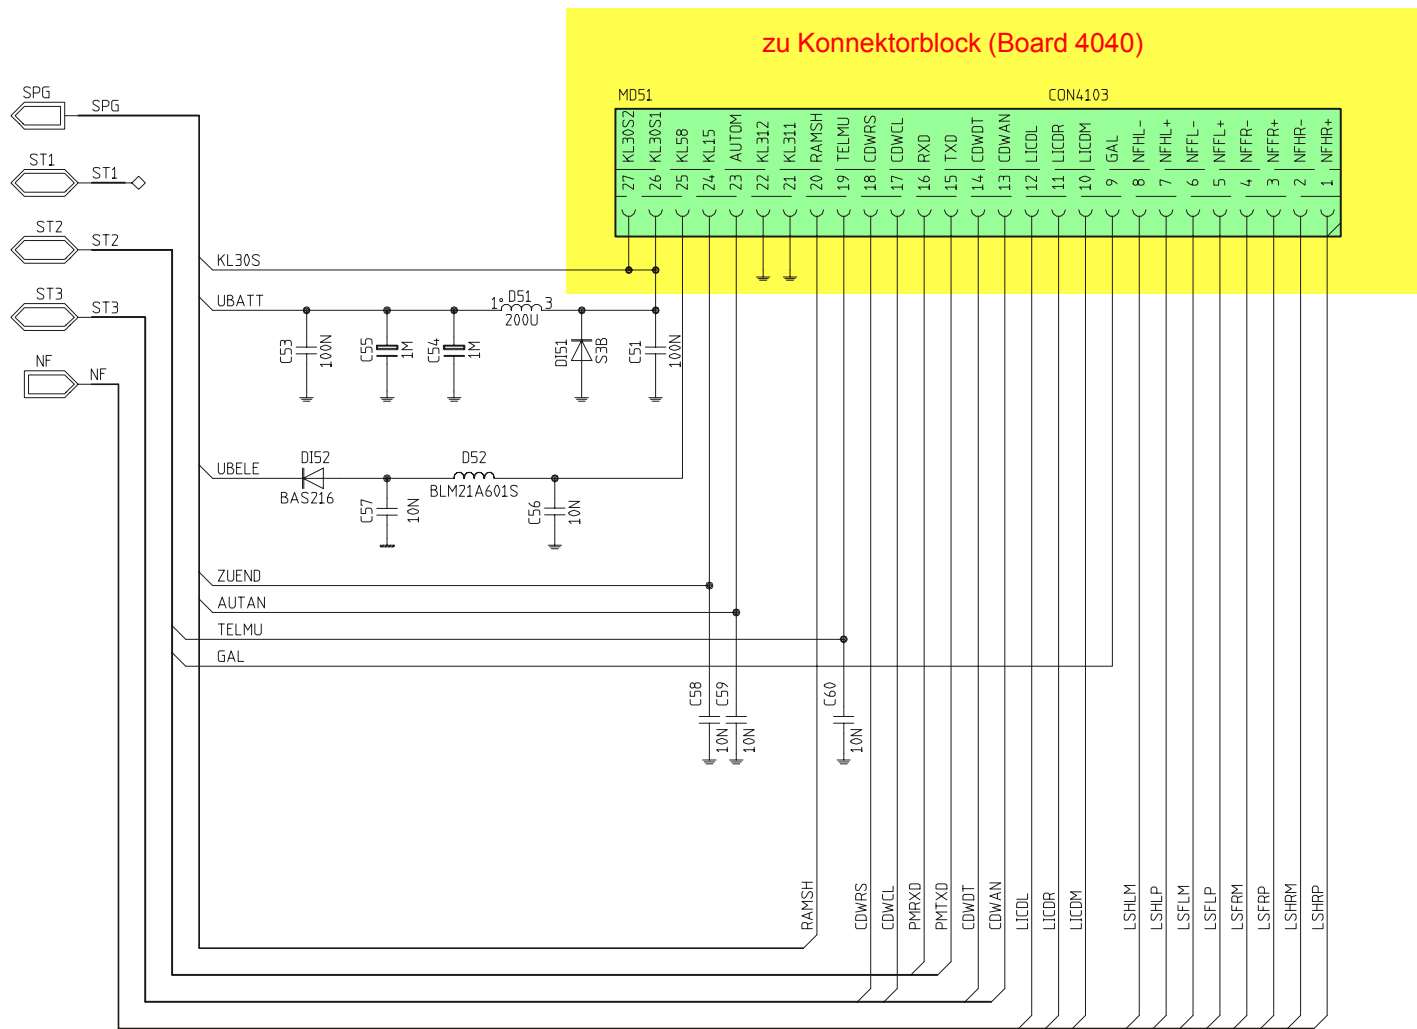 zu Konnektorblock (Board 4040)
MD51 CON4103
KL30S2 KL30S1 KL58 KL15 AUTOM KL312 KL311 RAMSH TELMU CDWRS CDWCL RXD TXD CDWDT CDWAN LICDL LICDR LICDM GAL NFHL- NFHL+ NFFL- NFFL+ NFFR- NFFR+ NFHR- NFHR+
27 26 25 24 23 22 21 20 19 18 17 16 15 14 13 12 11 10 9 8 7 6 5 4 3 2 1
SPG SPG
ST1 ST1
ST2 ST2
ST3 ST3
NF NF
KL30S
UBATT
1° D51 3
200U
C53 100N
C55 1M
C54 1M
DI51 S3B
C51 100N
UBELE
DI52
BAS216
D52
BLM21A601S
C57 10N
C56 10N
ZUEND
AUTAN
TELMU
GAL
C58 10N
C59 10N
C60 10N
RAMSH CDWRS CDWCL PMRXD PMTXD CDWDT CDWAN LICDL LICDR LICDM LSHLM LSHLP LSFLM LSFLP LSFRM LSFRP LSHRM LSHRP